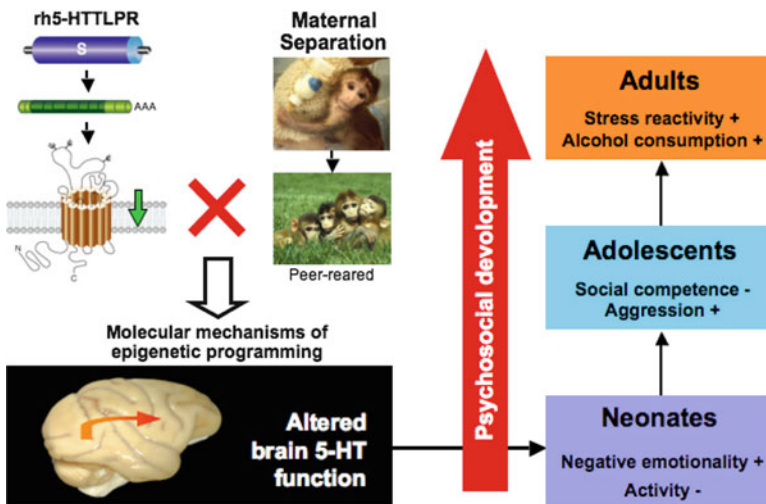 rh5-HTTLPR
S
AAA
N
C
Maternal
Separation
Peer-reared
Molecular mechanisms of
epigenetic programming
Altered
brain 5-HT
function
Psychosocial devolopment
Adults
Stress reactivity +
Alcohol consumption +
Adolescents
Social competence -
Aggression +
Neonates
Negative emotionality +
Activity -